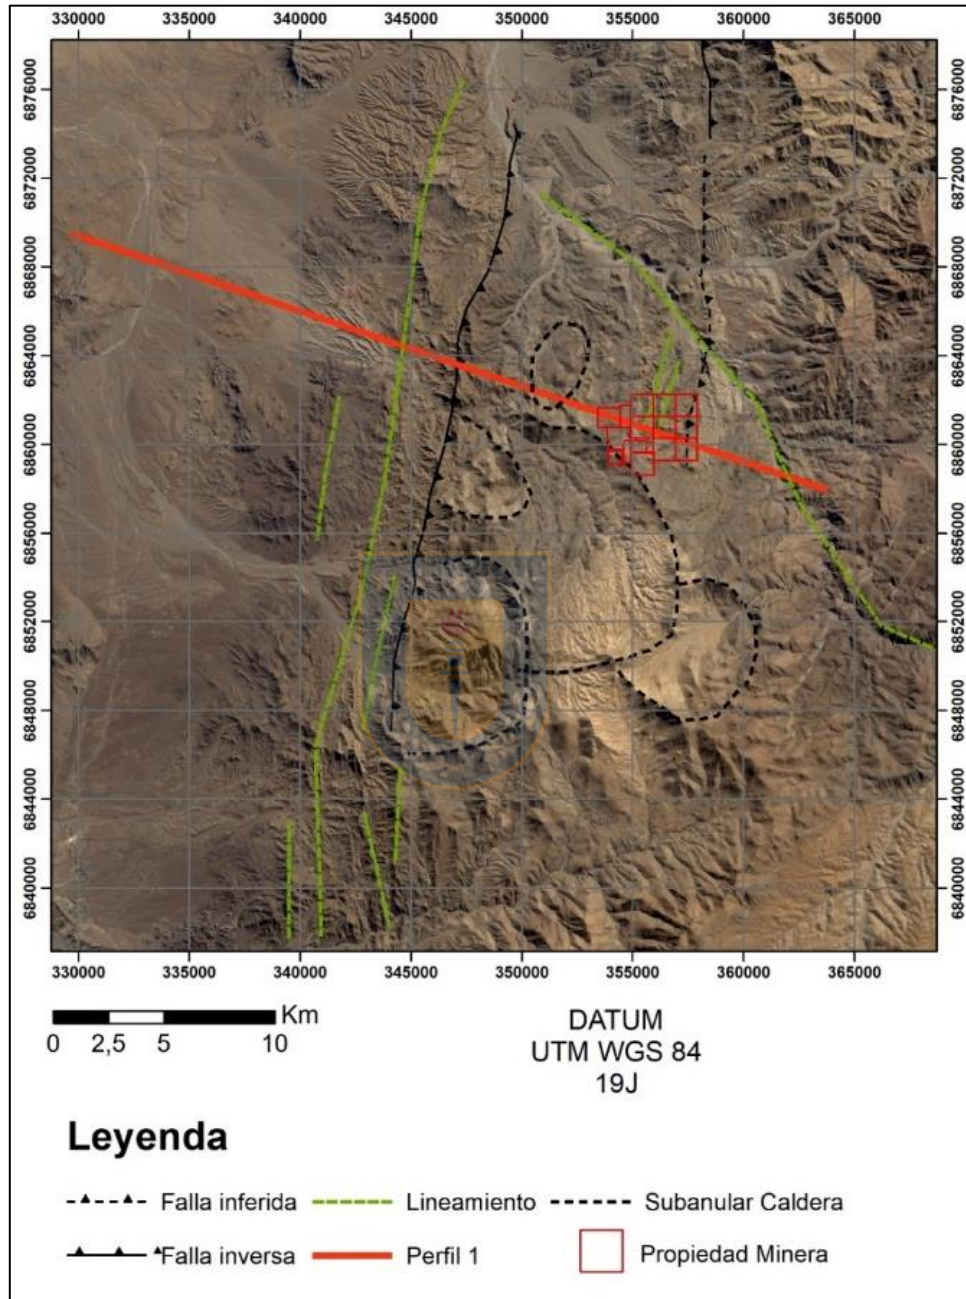 330000 335000 340000 345000 350000 355000 360000 365000
6876000 6876000
6872000 6872000
6868000 6868000
6864000 6864000
6860000 6860000
6856000 6856000
6852000 6852000
6848000 6848000
6844000 6844000
6840000 6840000
330000 335000 340000 345000 350000 355000 360000 365000
Km
0 2,5 5 10
DATUM
UTM WGS 84
19J
Leyenda
Falla inferida Lineamiento Subanular Caldera
Falla inversa Perfil 1 Propiedad Minera